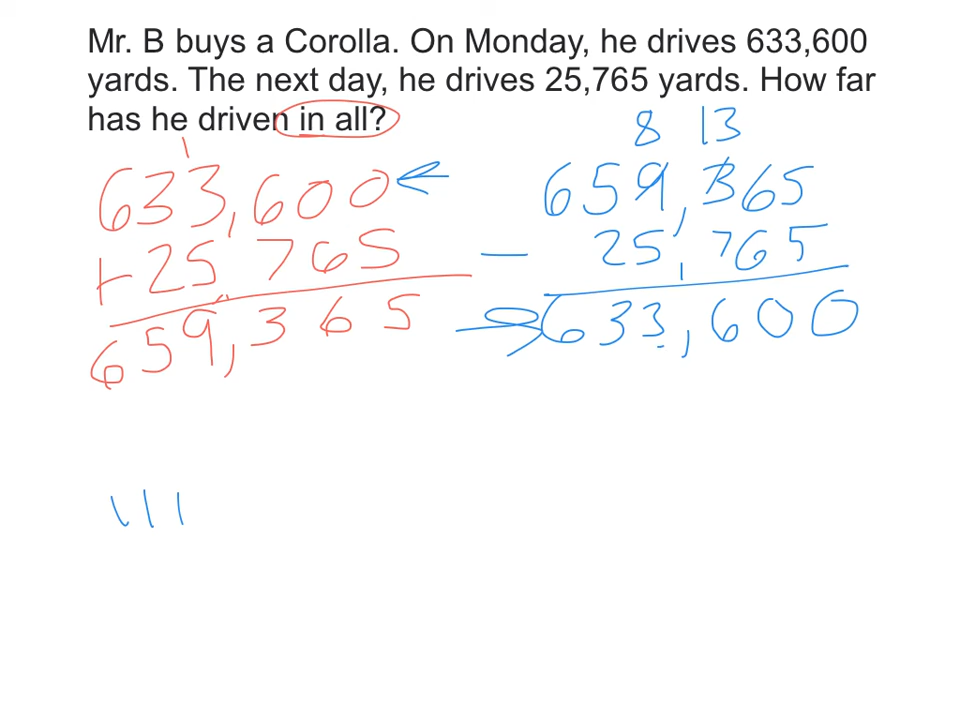 Mr. B buys a Corolla. On Monday, he drives 633,600
yards. The next day, he drives 25,765 yards. How far
has he driven in all?
1
633,600
+ 25,765
659,365
8 13
659,365
- 25,765
633,600